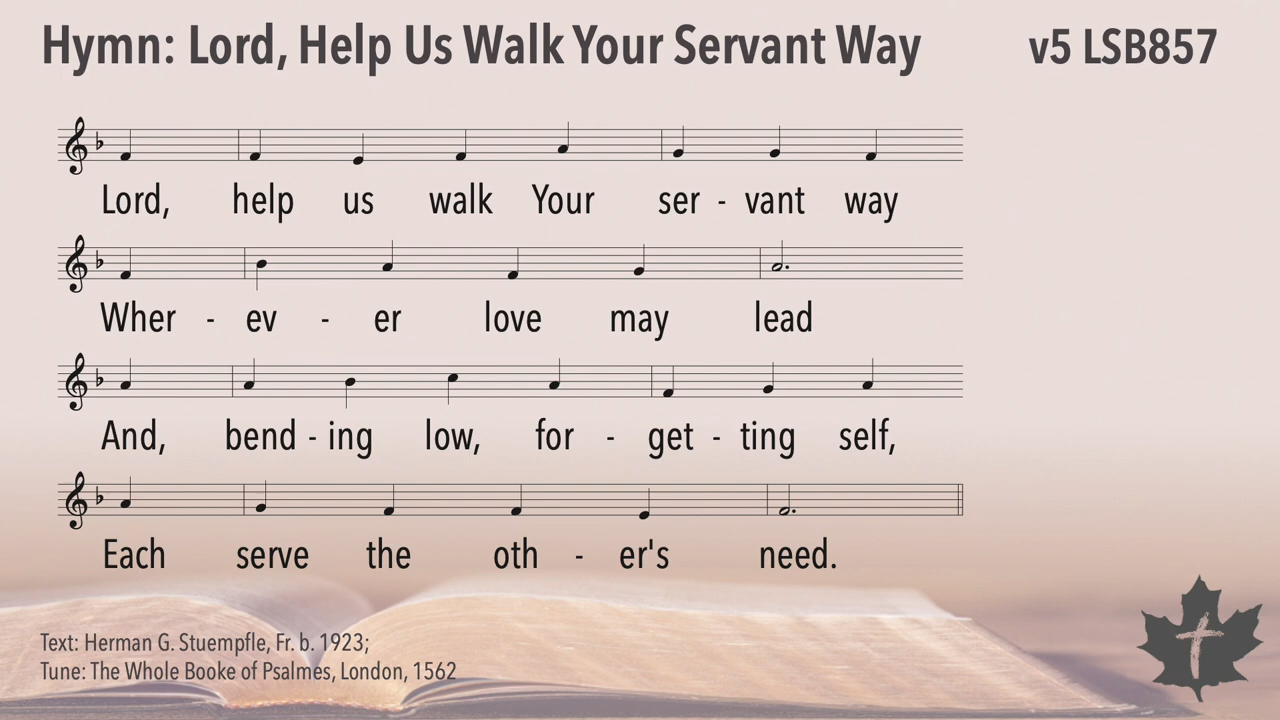 Hymn: Lord, Help Us Walk Your Servant Way v5 LSB857
Lord, help us walk Your ser - vant way
Wher - ev - er love may lead
And, bend - ing low, for - get - ting self,
Each serve the oth - er's need.
Text: Herman G. Stuempfle, Fr. b. 1923;
Tune: The Whole Booke of Psalmes, London, 1562